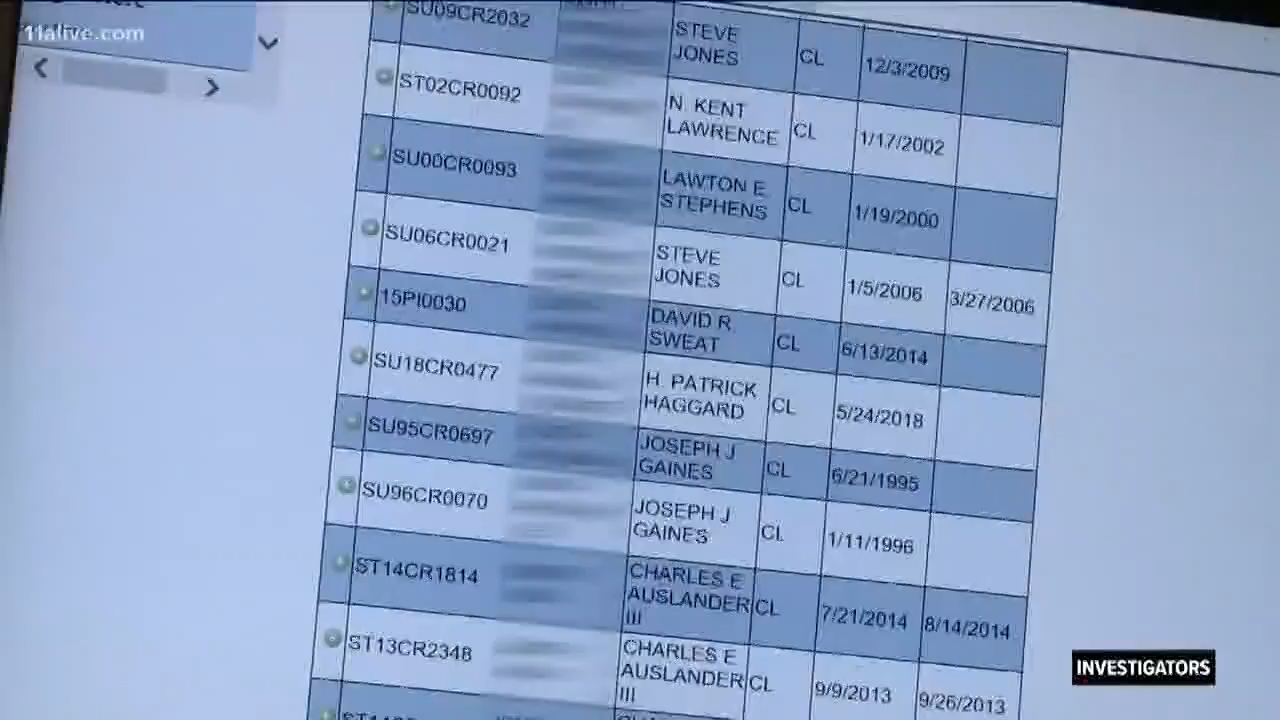 11alive.com
SU09CR2032
STEVE
JONES
CL
12/3/2009
ST02CR0092
N. KENT
LAWRENCE
CL
1/17/2002
SU00CR0093
LAWTON E
STEPHENS
CL
1/19/2000
SU06CR0021
STEVE
JONES
CL
1/5/2006
3/27/2006
15PI0030
DAVID R
SWEAT
CL
6/13/2014
SU18CR0477
H. PATRICK
HAGGARD
CL
5/24/2018
SU95CR0697
JOSEPH J
GAINES
CL
6/21/1995
SU96CR0070
JOSEPH J
GAINES
CL
1/11/1996
ST14CR1814
CHARLES E
AUSLANDER
III
CL
7/21/2014
8/14/2014
ST13CR2348
CHARLES E
AUSLANDER
III
CL
9/9/2013
9/26/2013
INVESTIGATORS